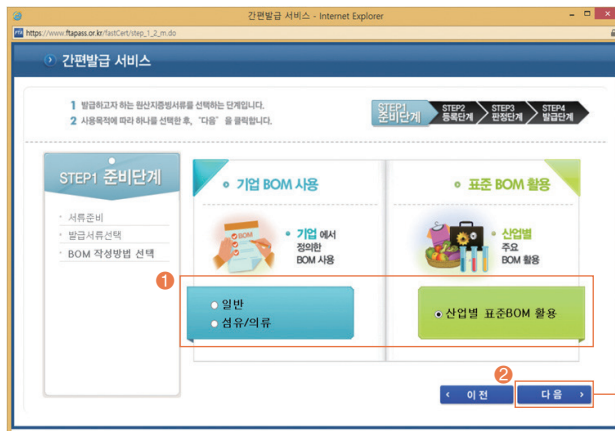 간편발급 서비스 - Internet Explorer
https://www.ftapass.or.kr/fastCert/step_1_2_m.do
간편발급 서비스
1 발급하고자 하는 원산지증빙서류를 선택하는 단계입니다.
2 사용목적에 따라 하나를 선택한 후, "다음" 을 클릭합니다.
STEP1 준비단계
STEP2 등록단계
STEP3 판정단계
STEP4 발급단계
STEP1 준비단계
서류준비
발급서류선택
BOM 작성방법 선택
기업 BOM 사용
BOM
기업 에서
정의한
BOM 사용
표준 BOM 활용
산업별
주요
BOM 활용
1
일반
섬유/의류
산업별 표준BOM 활용
2
이전
다음